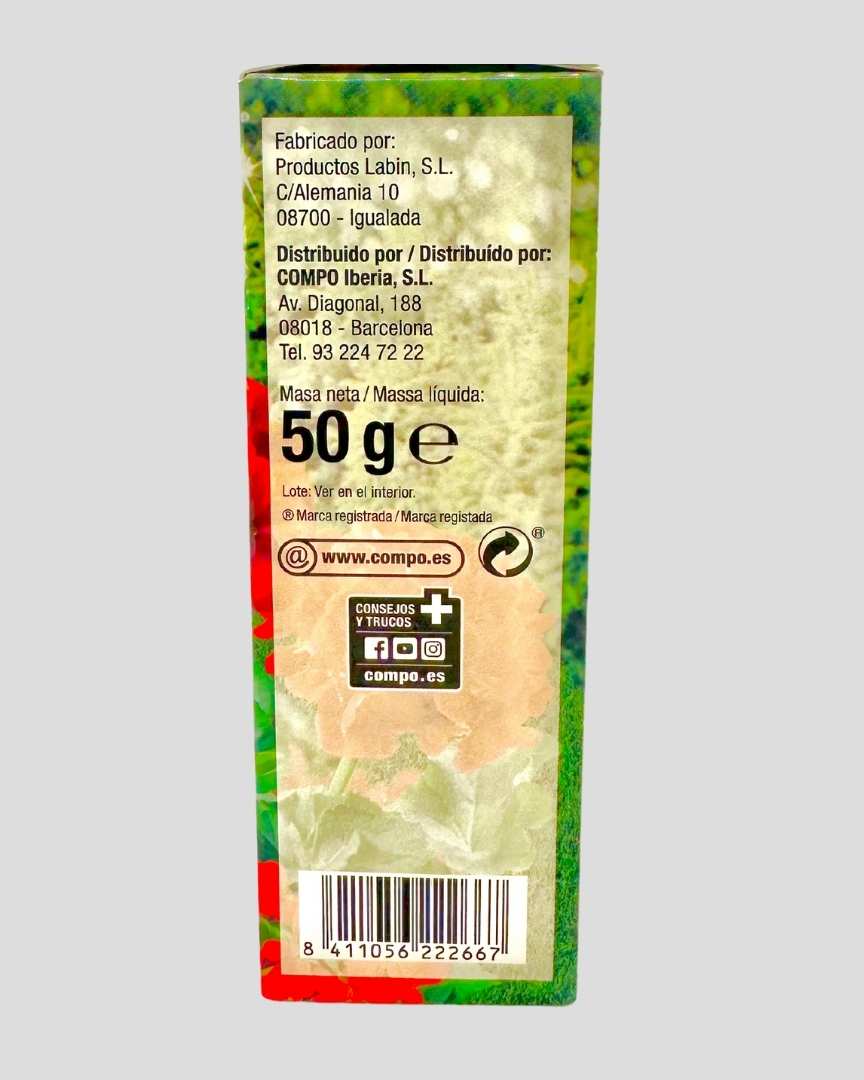 Fabricado por:
Productos Labin, S.L.
C/Alemania 10
08700 - Igualada
Distribuido por / Distribuído por:
COMPO Iberia, S.L.
Av. Diagonal, 188
08018 - Barcelona
Tel. 93 224 72 22
Masa neta / Massa líquida:
50 g ℮
Lote: Ver en el interior.
® Marca registrada / Marca registada
@ www.compo.es
CONSEJOS
Y TRUCOS
compo.es
8 411056 222667